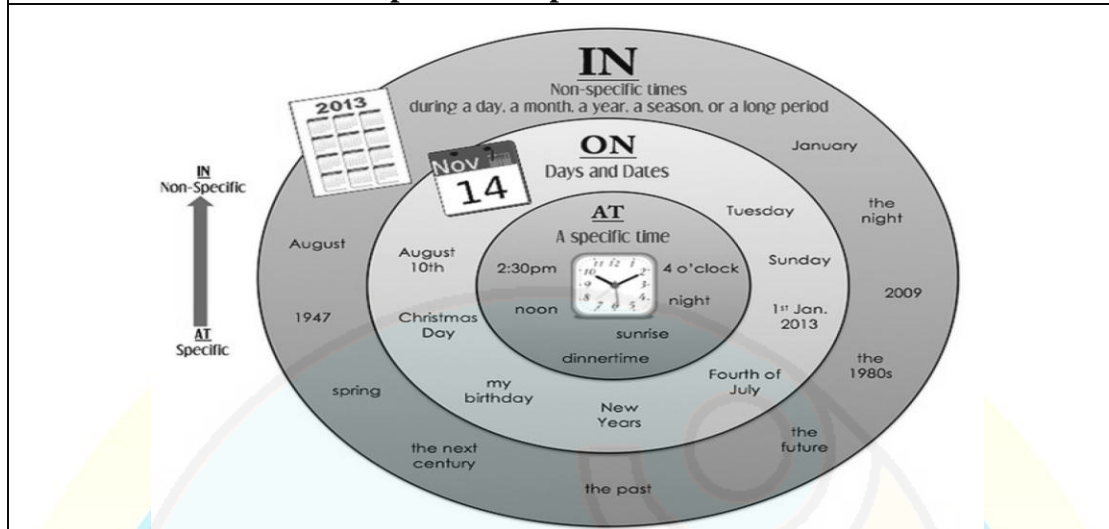 IN
Non-specific times
during a day, a month, a year, a season, or a long period
2013
ON
Days and Dates
Nov
14
January
IN
Non-Specific
AT
A specific time
Tuesday
the
night
August
August
10th
2:30pm
4 o'clock
Sunday
noon
night
2009
1947
Christmas
Day
1st Jan.
2013
sunrise
AT
Specific
dinnertime
the
1980s
spring
my
birthday
Fourth of
July
New
Years
the next
century
the
future
the past